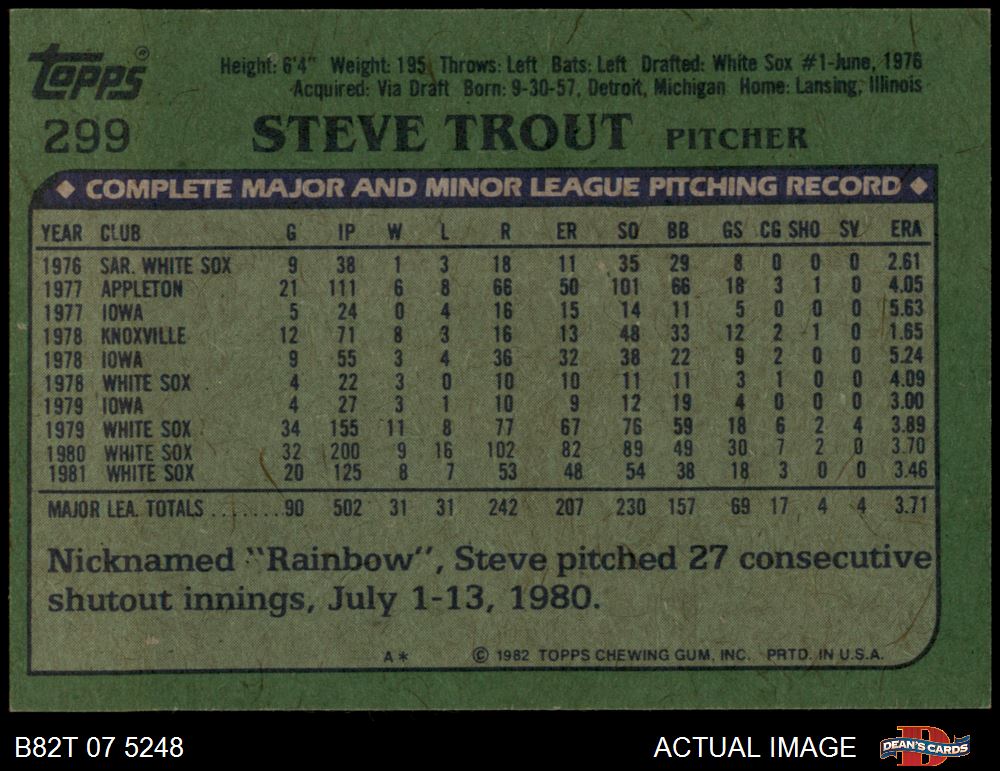 Topps®
Height: 6'4" Weight: 195 Throws: Left Bats: Left Drafted: White Sox #1-June, 1976
Acquired: Via Draft Born: 9-30-57, Detroit, Michigan Home: Lansing, Illinois
299 STEVE TROUT PITCHER
◆ COMPLETE MAJOR AND MINOR LEAGUE PITCHING RECORD ◆
YEAR CLUB G IP W L R ER SO BB GS CG SHO SV ERA
1976 SAR. WHITE SOX 9 38 1 3 18 11 35 29 8 0 0 0 2.61
1977 APPLETON 21 111 6 8 66 50 101 66 18 3 1 0 4.05
1977 IOWA 5 24 0 4 16 15 14 11 5 0 0 0 5.63
1978 KNOXVILLE 12 71 8 3 16 13 48 33 12 2 1 0 1.65
1978 IOWA 9 55 3 4 36 32 38 22 9 2 0 0 5.24
1978 WHITE SOX 4 22 3 0 10 10 11 11 3 1 0 0 4.09
1979 IOWA 4 27 3 1 10 9 12 19 4 0 0 0 3.00
1979 WHITE SOX 34 155 11 8 77 67 76 59 18 6 2 4 3.89
1980 WHITE SOX 32 200 9 16 102 82 89 49 30 7 2 0 3.70
1981 WHITE SOX 20 125 8 7 53 48 54 38 18 3 0 0 3.46
MAJOR LEA. TOTALS ........90 502 31 31 242 207 230 157 69 17 4 4 3.71
Nicknamed "Rainbow", Steve pitched 27 consecutive
shutout innings, July 1-13, 1980.
A* © 1982 TOPPS CHEWING GUM, INC. PRTD. IN U.S.A.
B82T 07 5248 ACTUAL IMAGE DEAN'S CARDS